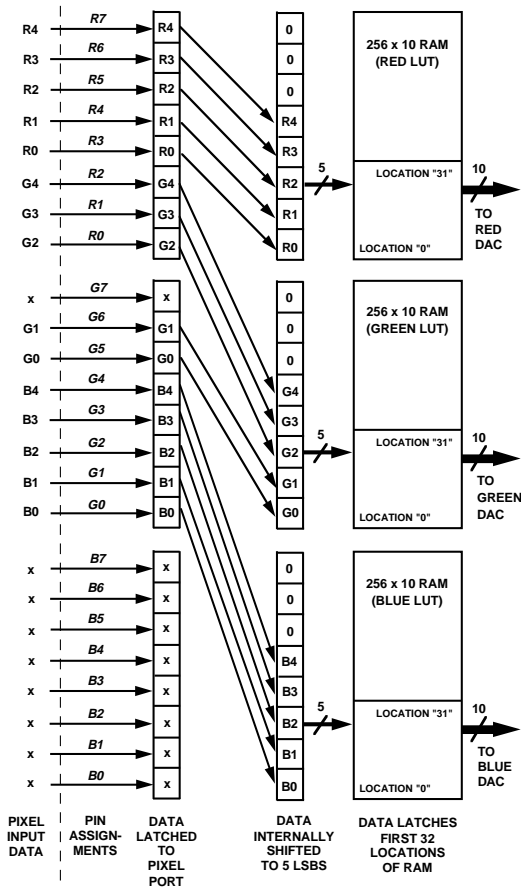 R4 R7 R4 0 256 x 10 RAM
R3 R6 R3 0 (RED LUT)
R2 R5 R2 0
R1 R4 R1 R4
R0 R3 R0 R3 5 LOCATION "31" 10
G4 R2 G4 R2 TO
G3 R1 G3 R1 RED
G2 R0 G2 R0 LOCATION "0" DAC
x G7 x 0 256 x 10 RAM
G1 G6 G1 0 (GREEN LUT)
G0 G5 G0 0
B4 G4 B4 G4
B3 G3 B3 G3 5 LOCATION "31" 10
B2 G2 B2 G2 TO
B1 G1 B1 G1 GREEN
B0 G0 B0 G0 LOCATION "0" DAC
x B7 x 0 256 x 10 RAM
x B6 x 0 (BLUE LUT)
x B5 x 0
x B4 x B4
x B3 x B3 5 10
x B2 x B2 LOCATION "31" TO
x B1 x B1 BLUE
x B0 x B0 LOCATION "0" DAC
PIXEL
INPUT
DATA
PIN
ASSIGN-
MENTS
DATA
LATCHED
TO
PIXEL
PORT
DATA
INTERNALLY
SHIFTED
TO 5 LSBS
DATA LATCHES
FIRST 32
LOCATIONS
OF RAM